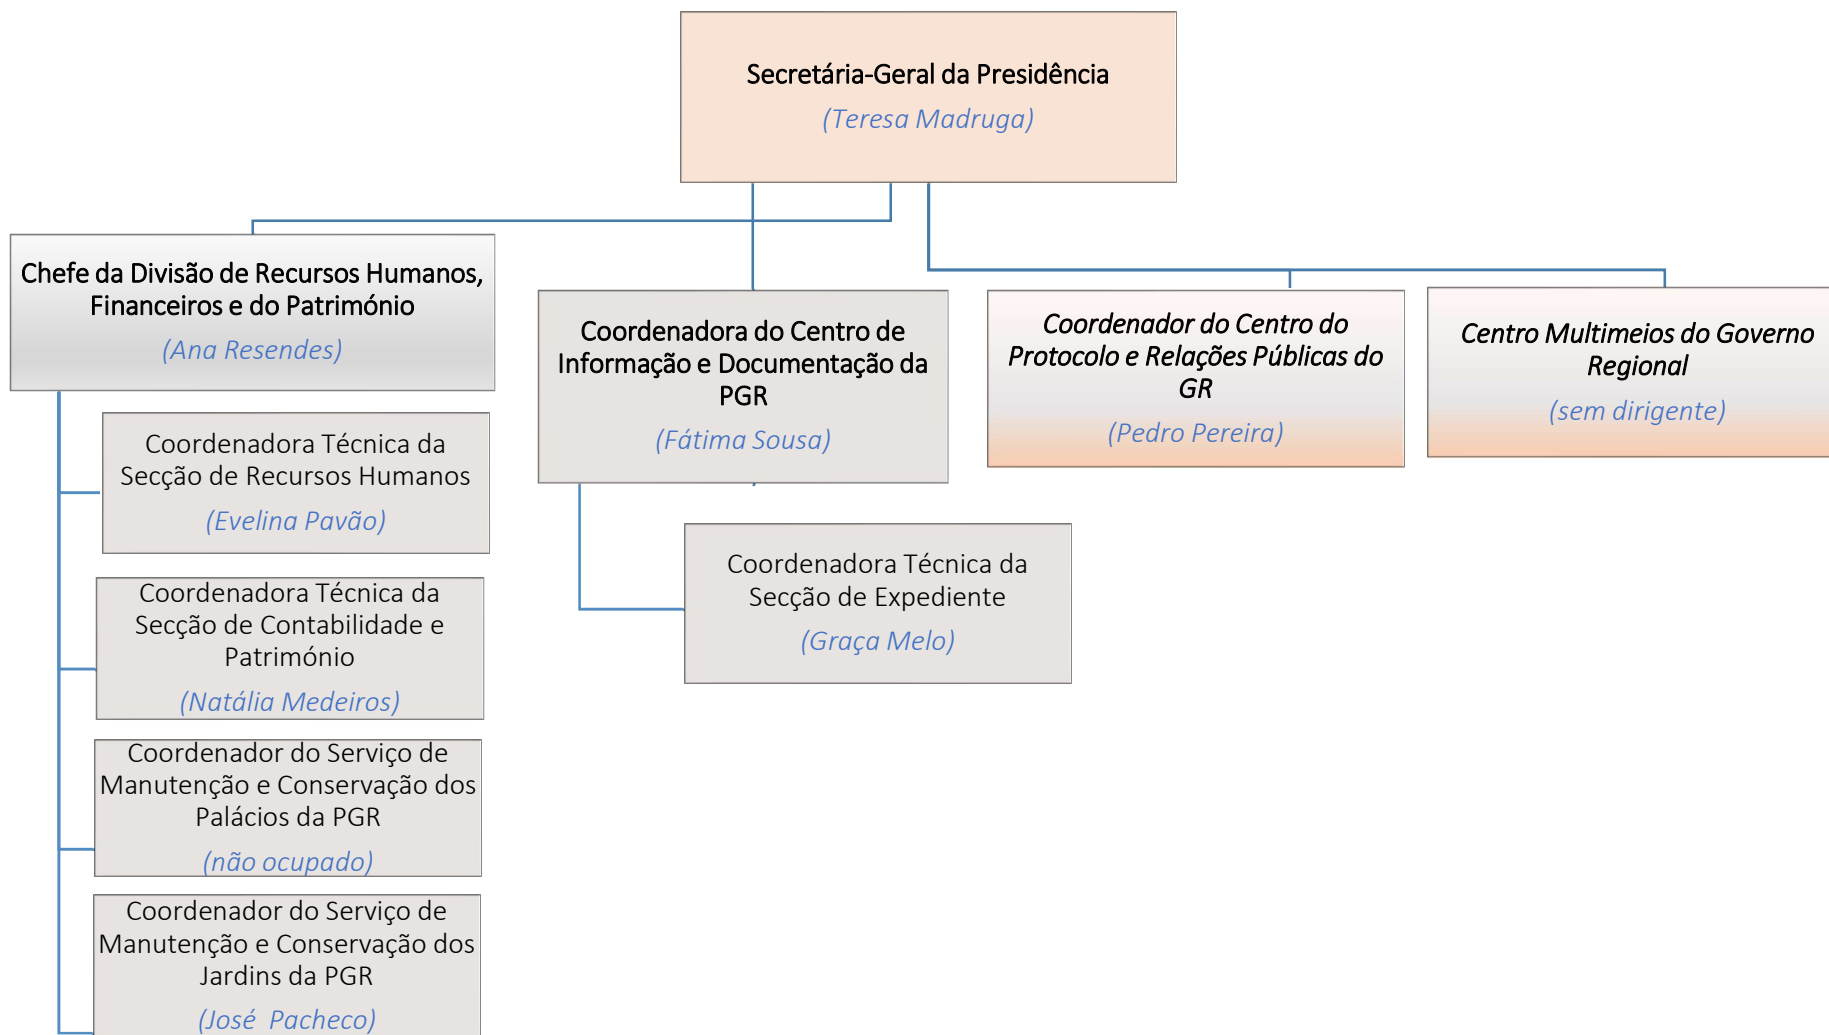 Secretária-Geral da Presidência
(Teresa Madruga)
Chefe da Divisão de Recursos Humanos,
Financeiros e do Património
(Ana Resendes)
Coordenadora Técnica da
Secção de Recursos Humanos
(Evelina Pavão)
Coordenadora Técnica da
Secção de Contabilidade e
Património
(Natália Medeiros)
Coordenador do Serviço de
Manutenção e Conservação dos
Palácios da PGR
(não ocupado)
Coordenador do Serviço de
Manutenção e Conservação dos
Jardins da PGR
(José  Pacheco)
Coordenadora do Centro de
Informação e Documentação da
PGR
(Fátima Sousa)
Coordenadora Técnica da
Secção de Expediente
(Graça Melo)
Coordenador do Centro do
Protocolo e Relações Públicas do
GR
(Pedro Pereira)
Centro Multimeios do Governo
Regional
(sem dirigente)